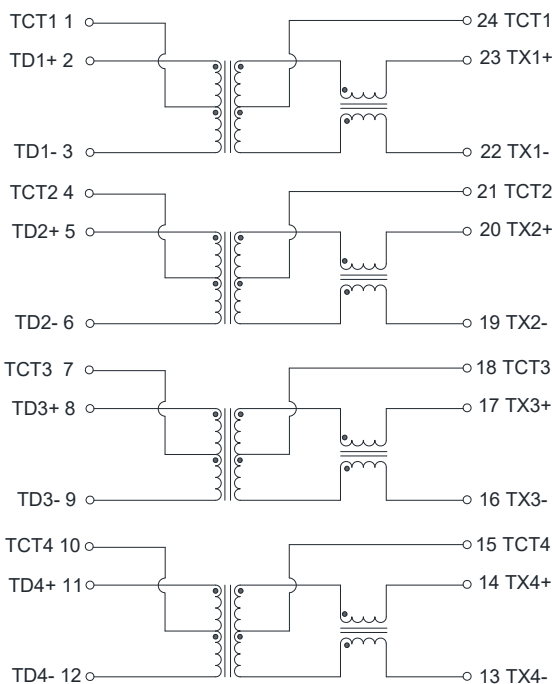 TCT1 1
24 TCT1
TD1+ 2
23 TX1+
TD1- 3
22 TX1-
TCT2 4
21 TCT2
TD2+ 5
20 TX2+
TD2- 6
19 TX2-
TCT3 7
18 TCT3
TD3+ 8
17 TX3+
TD3- 9
16 TX3-
TCT4 10
15 TCT4
TD4+ 11
14 TX4+
TD4- 12
13 TX4-